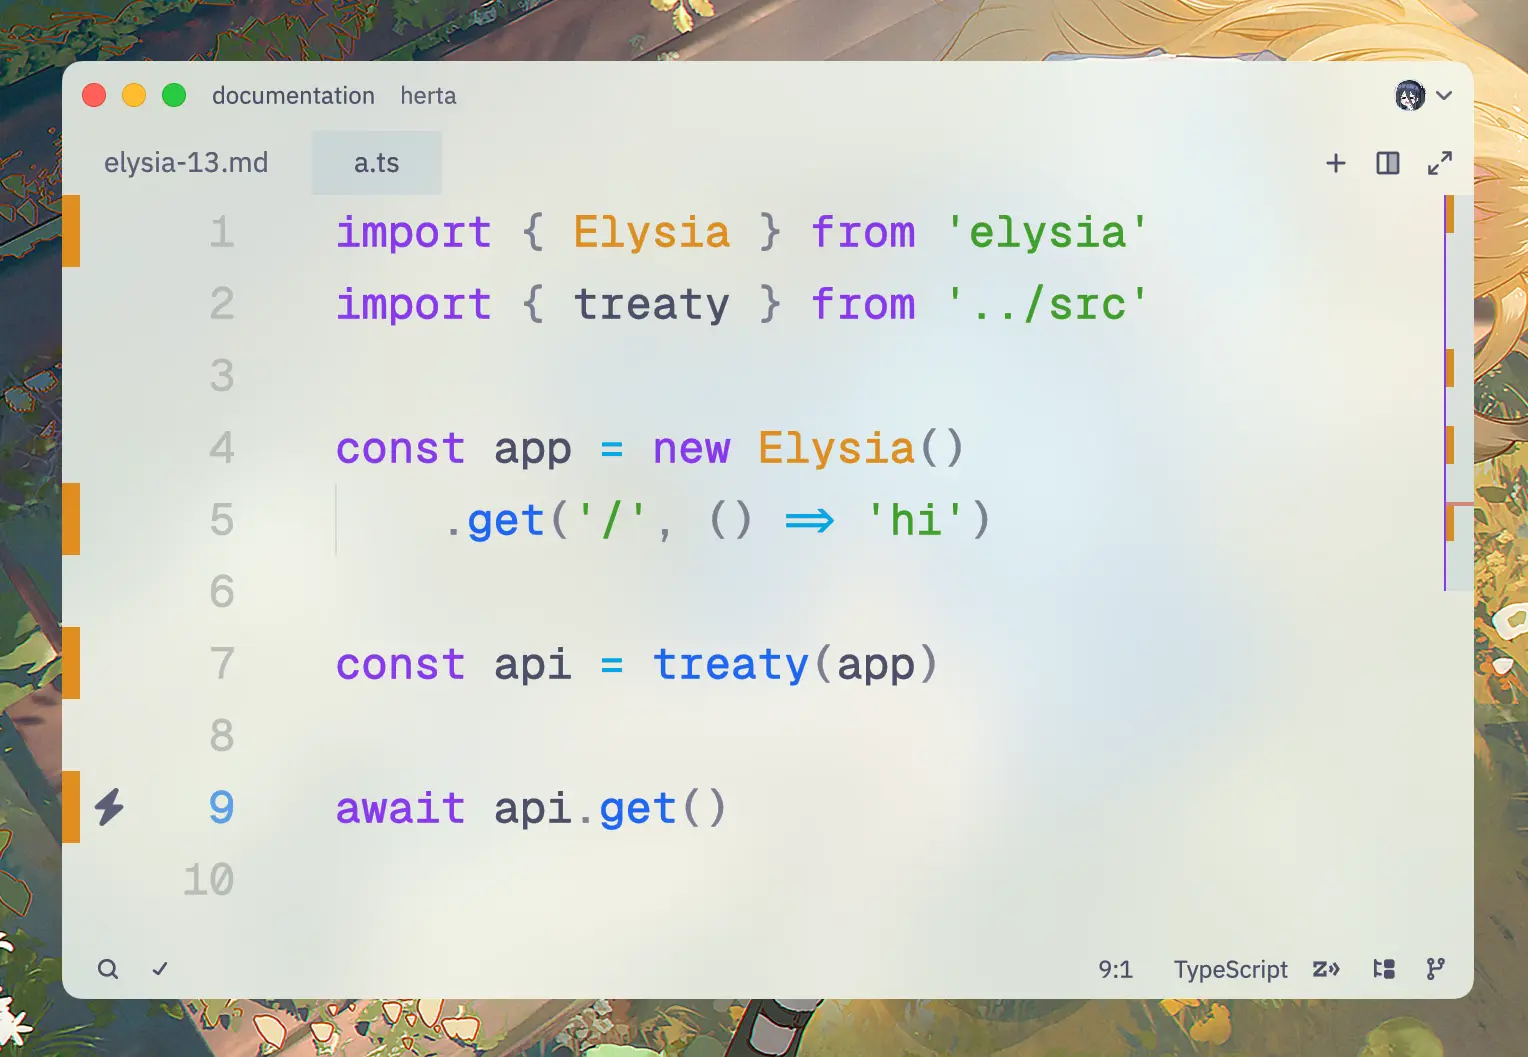 documentation herta
elysia-13.md a.ts
1 import { Elysia } from 'elysia'
2 import { treaty } from '../src'
3
4 const app = new Elysia()
5 .get('/', () => 'hi')
6
7 const api = treaty(app)
8
9 await api.get()
10
9:1 TypeScript